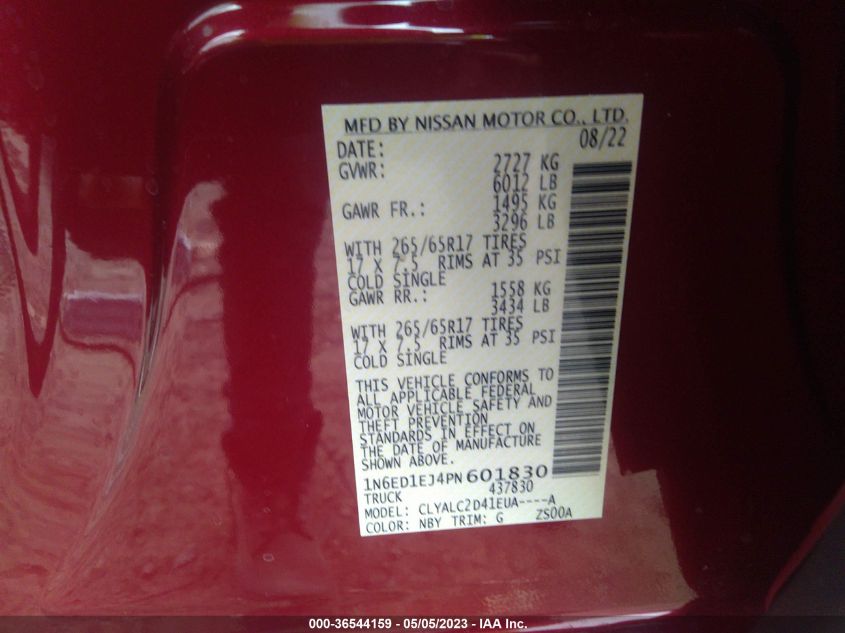 MFD BY NISSAN MOTOR CO., LTD.
DATE: 08/22
GVWR: 2727 KG
6012 LB
GAWR FR.: 1495 KG
3296 LB
WITH 265/65R17 TIRES
17 X 7.5 RIMS AT 35 PSI
COLD SINGLE
GAWR RR.: 1558 KG
3434 LB
WITH 265/65R17 TIRES
17 X 7.5 RIMS AT 35 PSI
COLD SINGLE
THIS VEHICLE CONFORMS TO
ALL APPLICABLE FEDERAL
MOTOR VEHICLE SAFETY AND
THEFT PREVENTION
STANDARDS IN EFFECT ON
THE DATE OF MANUFACTURE
SHOWN ABOVE.
1N6ED1EJ4PN601830
TRUCK 437830
MODEL: CLYALC2D41EUA----A
COLOR: NBY TRIM: G ZS00A
000-36544159 — 05/05/2023 — IAA Inc.